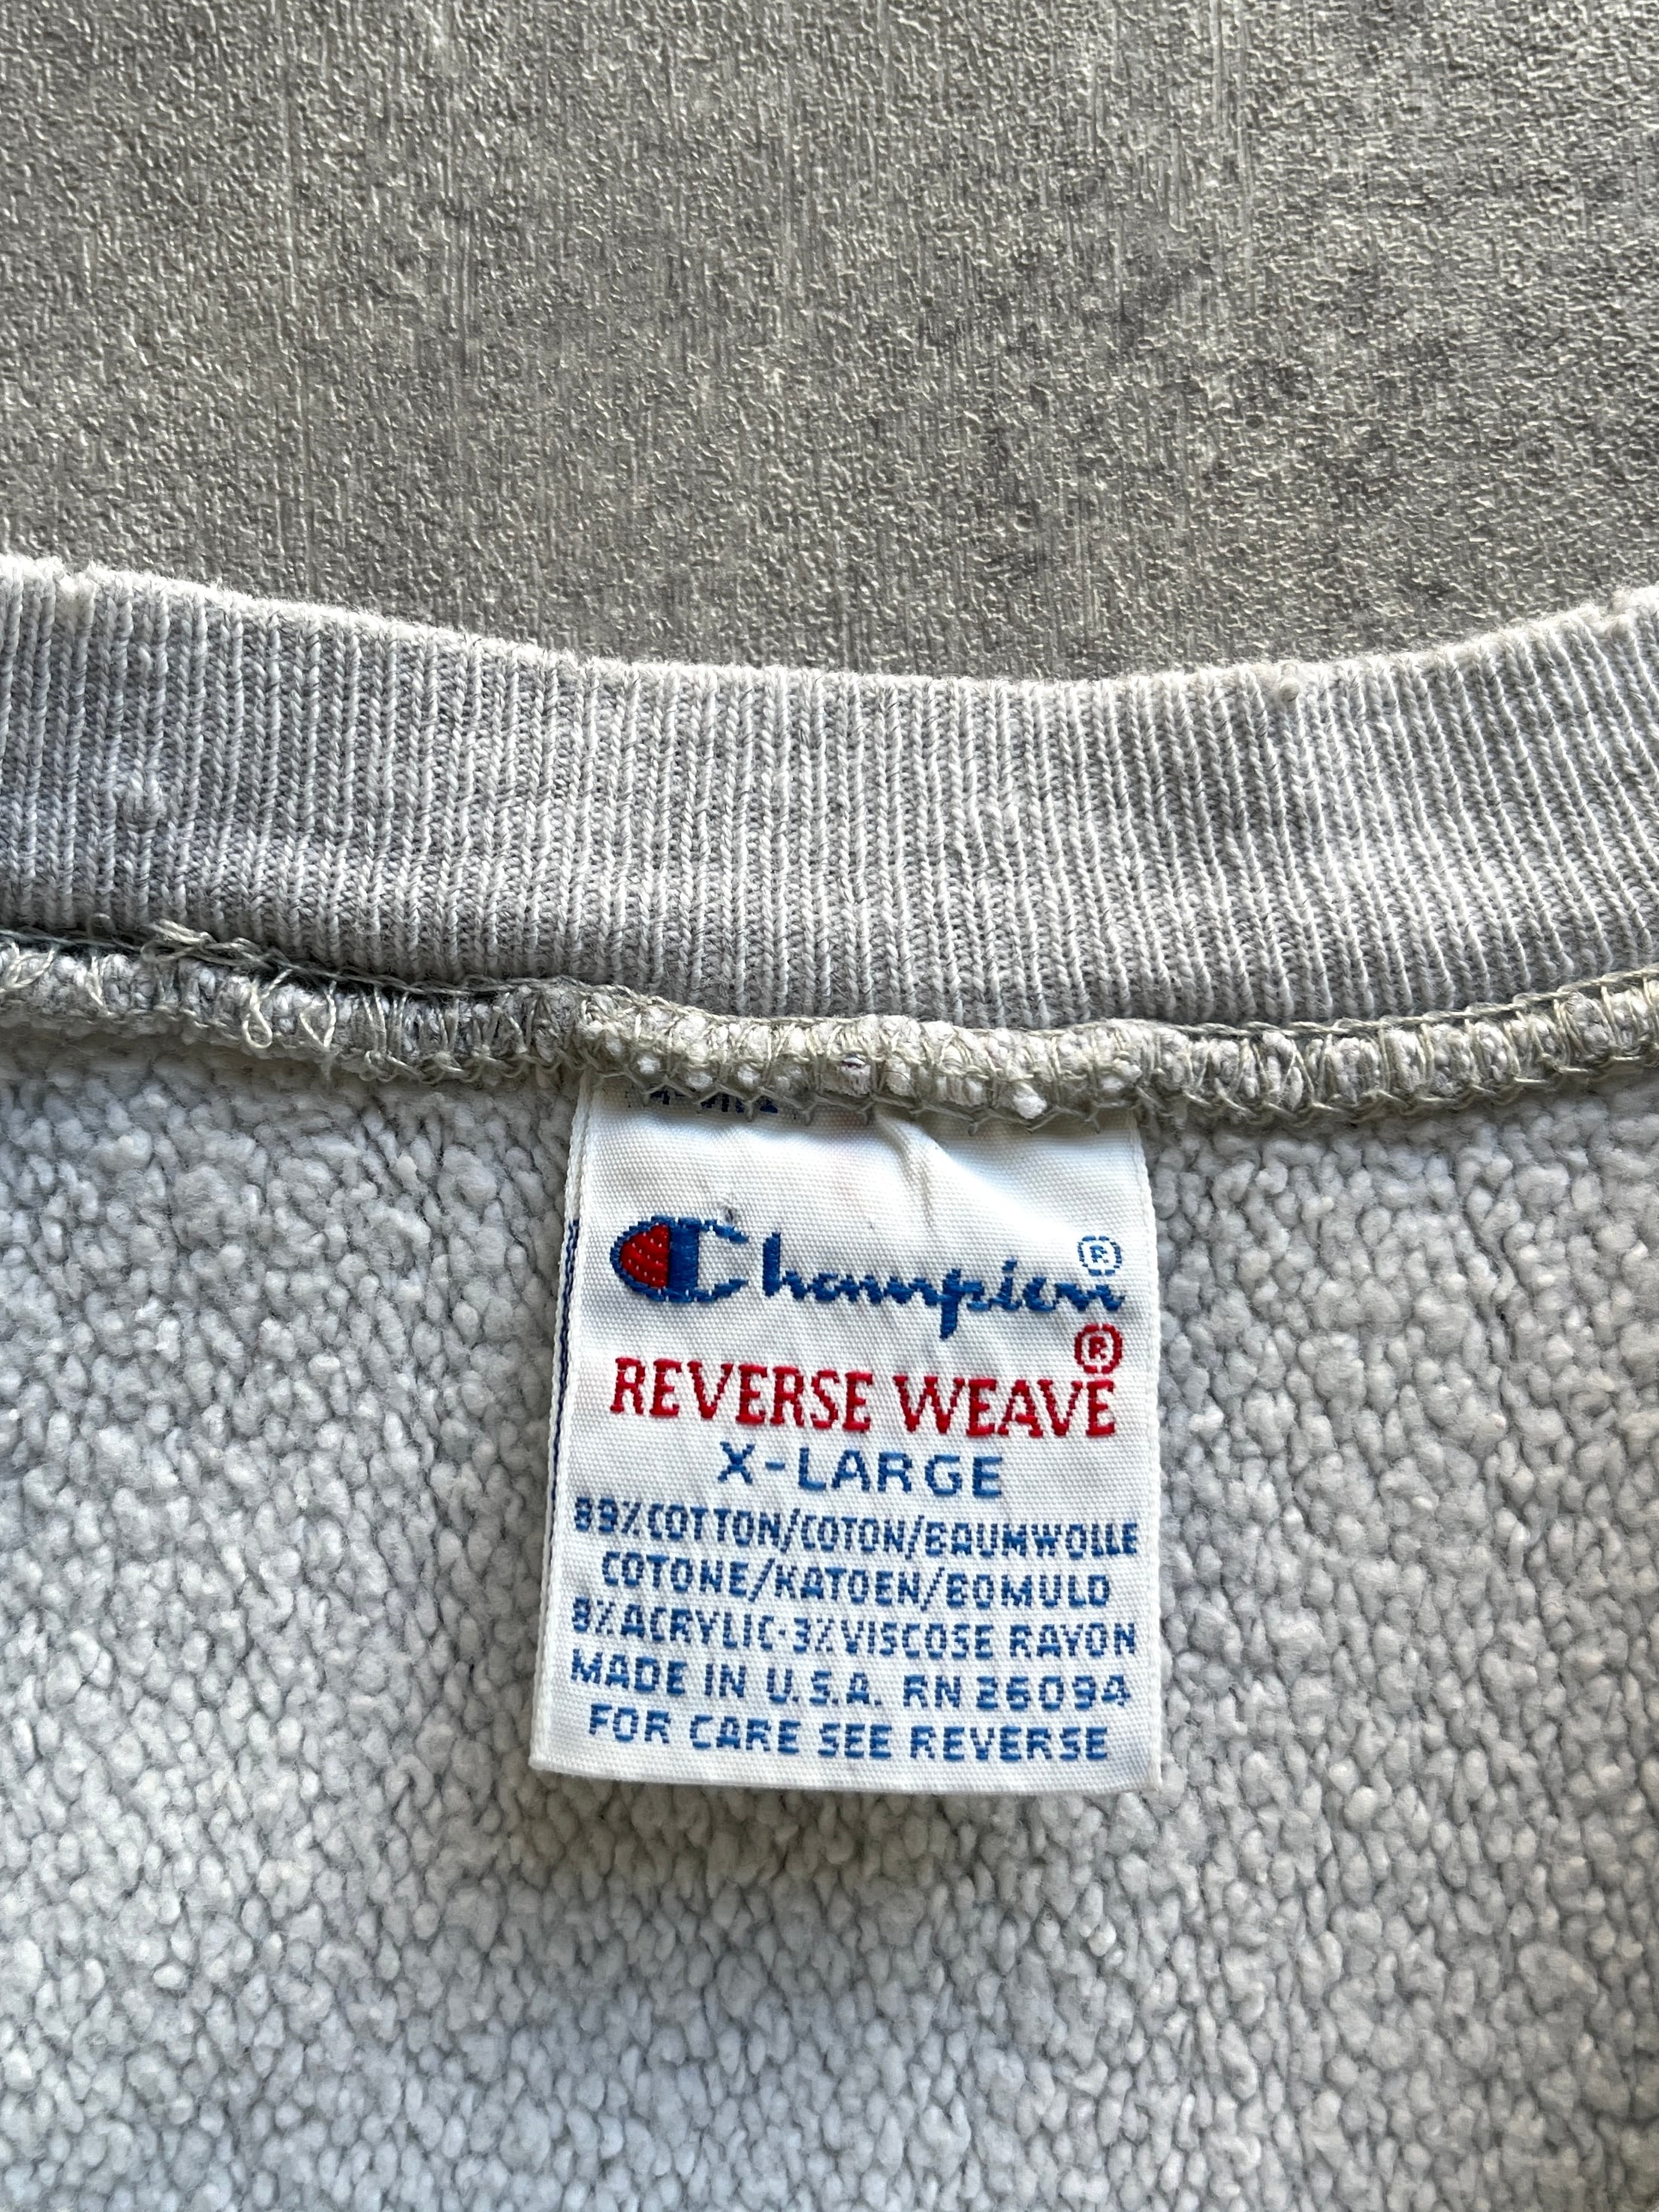 Champion®
REVERSE WEAVE®
X-LARGE
89%COTTON/COTON/BAUMWOLLE
COTONE/KATOEN/BOMULD
8%ACRYLIC-3%VISCOSE RAYON
MADE IN U.S.A. RN 26094
FOR CARE SEE REVERSE